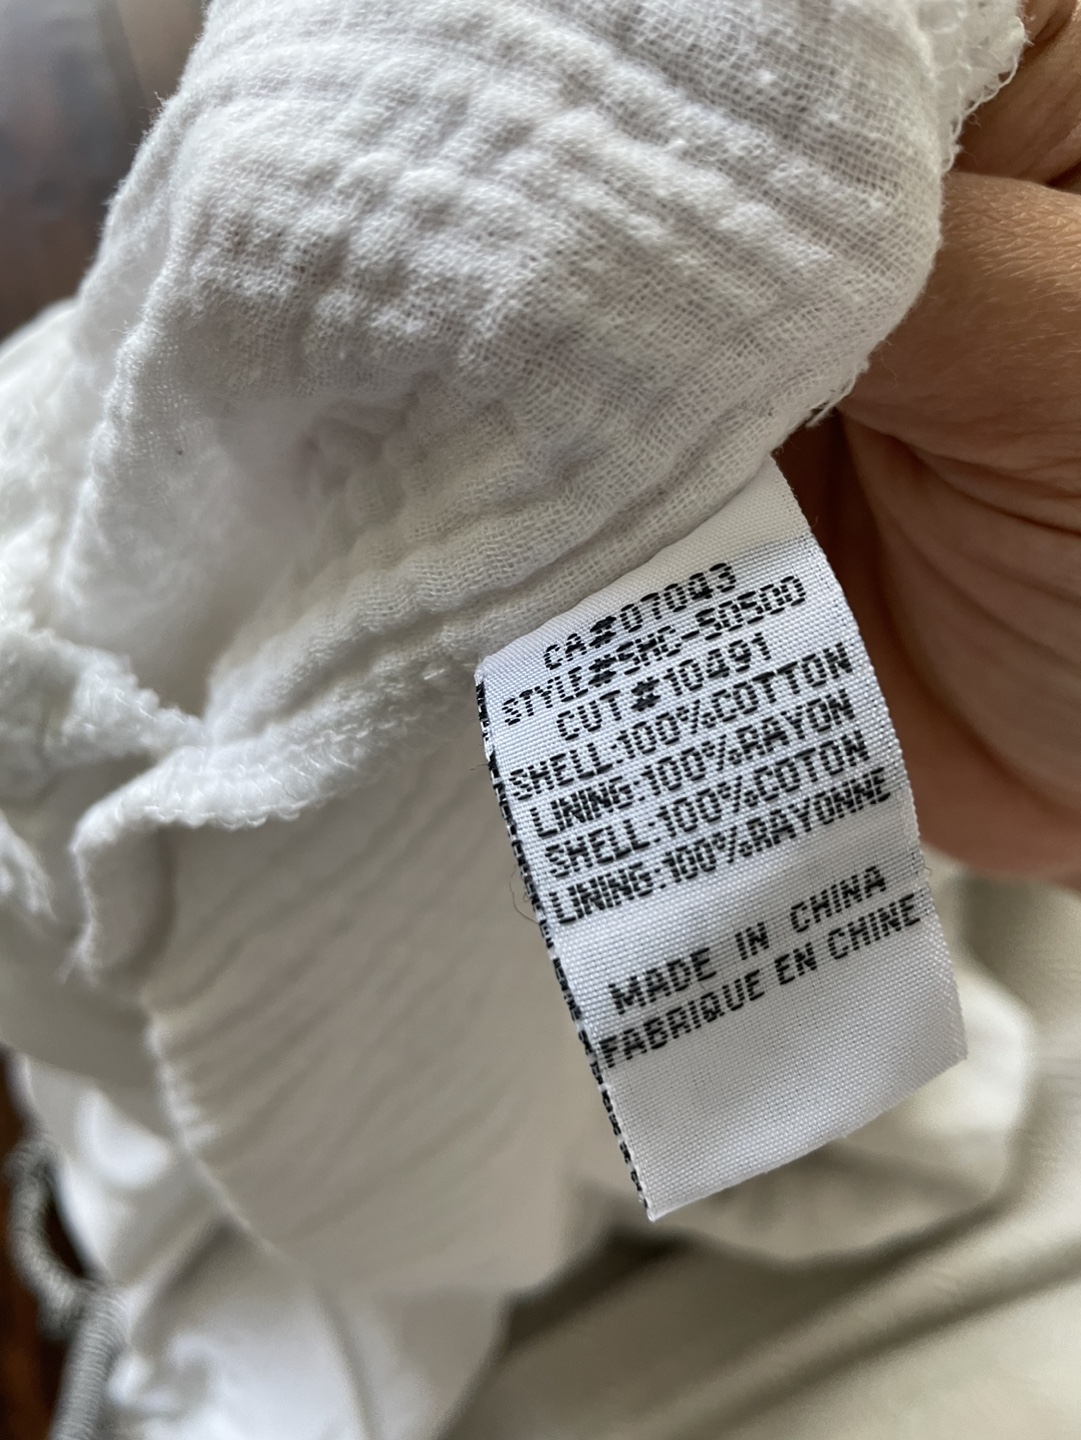 CA#07043
STYLE#SHC-50500
CUT#10491
SHELL:100%COTTON
LINING:100%RAYON
SHELL:100%COTON
LINING:100%RAYONNE
MADE IN CHINA
FABRIQUE EN CHINE